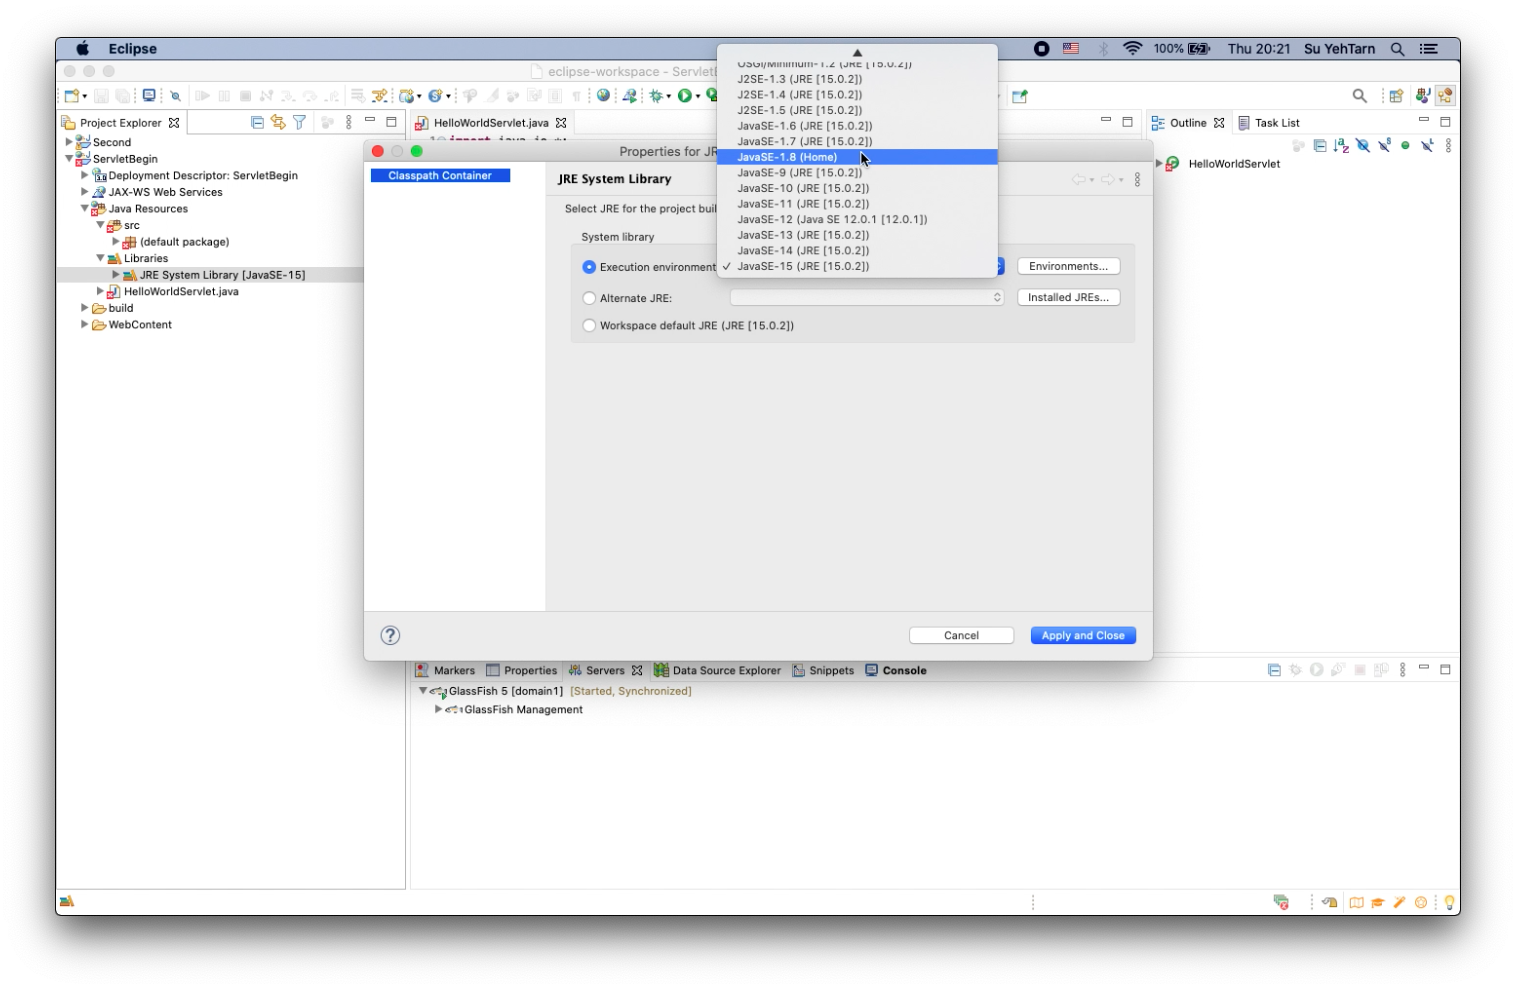 Eclipse
100%
Thu 20:21
Su YehTarn
eclipse-workspace - Servlet
Project Explorer
HelloWorldServlet.java
Outline
Task List
Second
ServletBegin
Deployment Descriptor: ServletBegin
JAX-WS Web Services
Java Resources
src
(default package)
Libraries
JRE System Library [JavaSE-15]
HelloWorldServlet.java
build
WebContent
HelloWorldServlet
Properties for JR
Classpath Container
JRE System Library
Select JRE for the project buil
System library
Execution environment
OSGi/Minimum-1.2 (JRE [15.0.2])
J2SE-1.3 (JRE [15.0.2])
J2SE-1.4 (JRE [15.0.2])
J2SE-1.5 (JRE [15.0.2])
JavaSE-1.6 (JRE [15.0.2])
JavaSE-1.7 (JRE [15.0.2])
JavaSE-1.8 (Home)
JavaSE-9 (JRE [15.0.2])
JavaSE-10 (JRE [15.0.2])
JavaSE-11 (JRE [15.0.2])
JavaSE-12 (Java SE 12.0.1 [12.0.1])
JavaSE-13 (JRE [15.0.2])
JavaSE-14 (JRE [15.0.2])
✓ JavaSE-15 (JRE [15.0.2])
Environments...
Alternate JRE:
Installed JREs...
Workspace default JRE (JRE [15.0.2])
?
Cancel
Apply and Close
Markers
Properties
Servers
Data Source Explorer
Snippets
Console
GlassFish 5 [domain1] [Started, Synchronized]
GlassFish Management